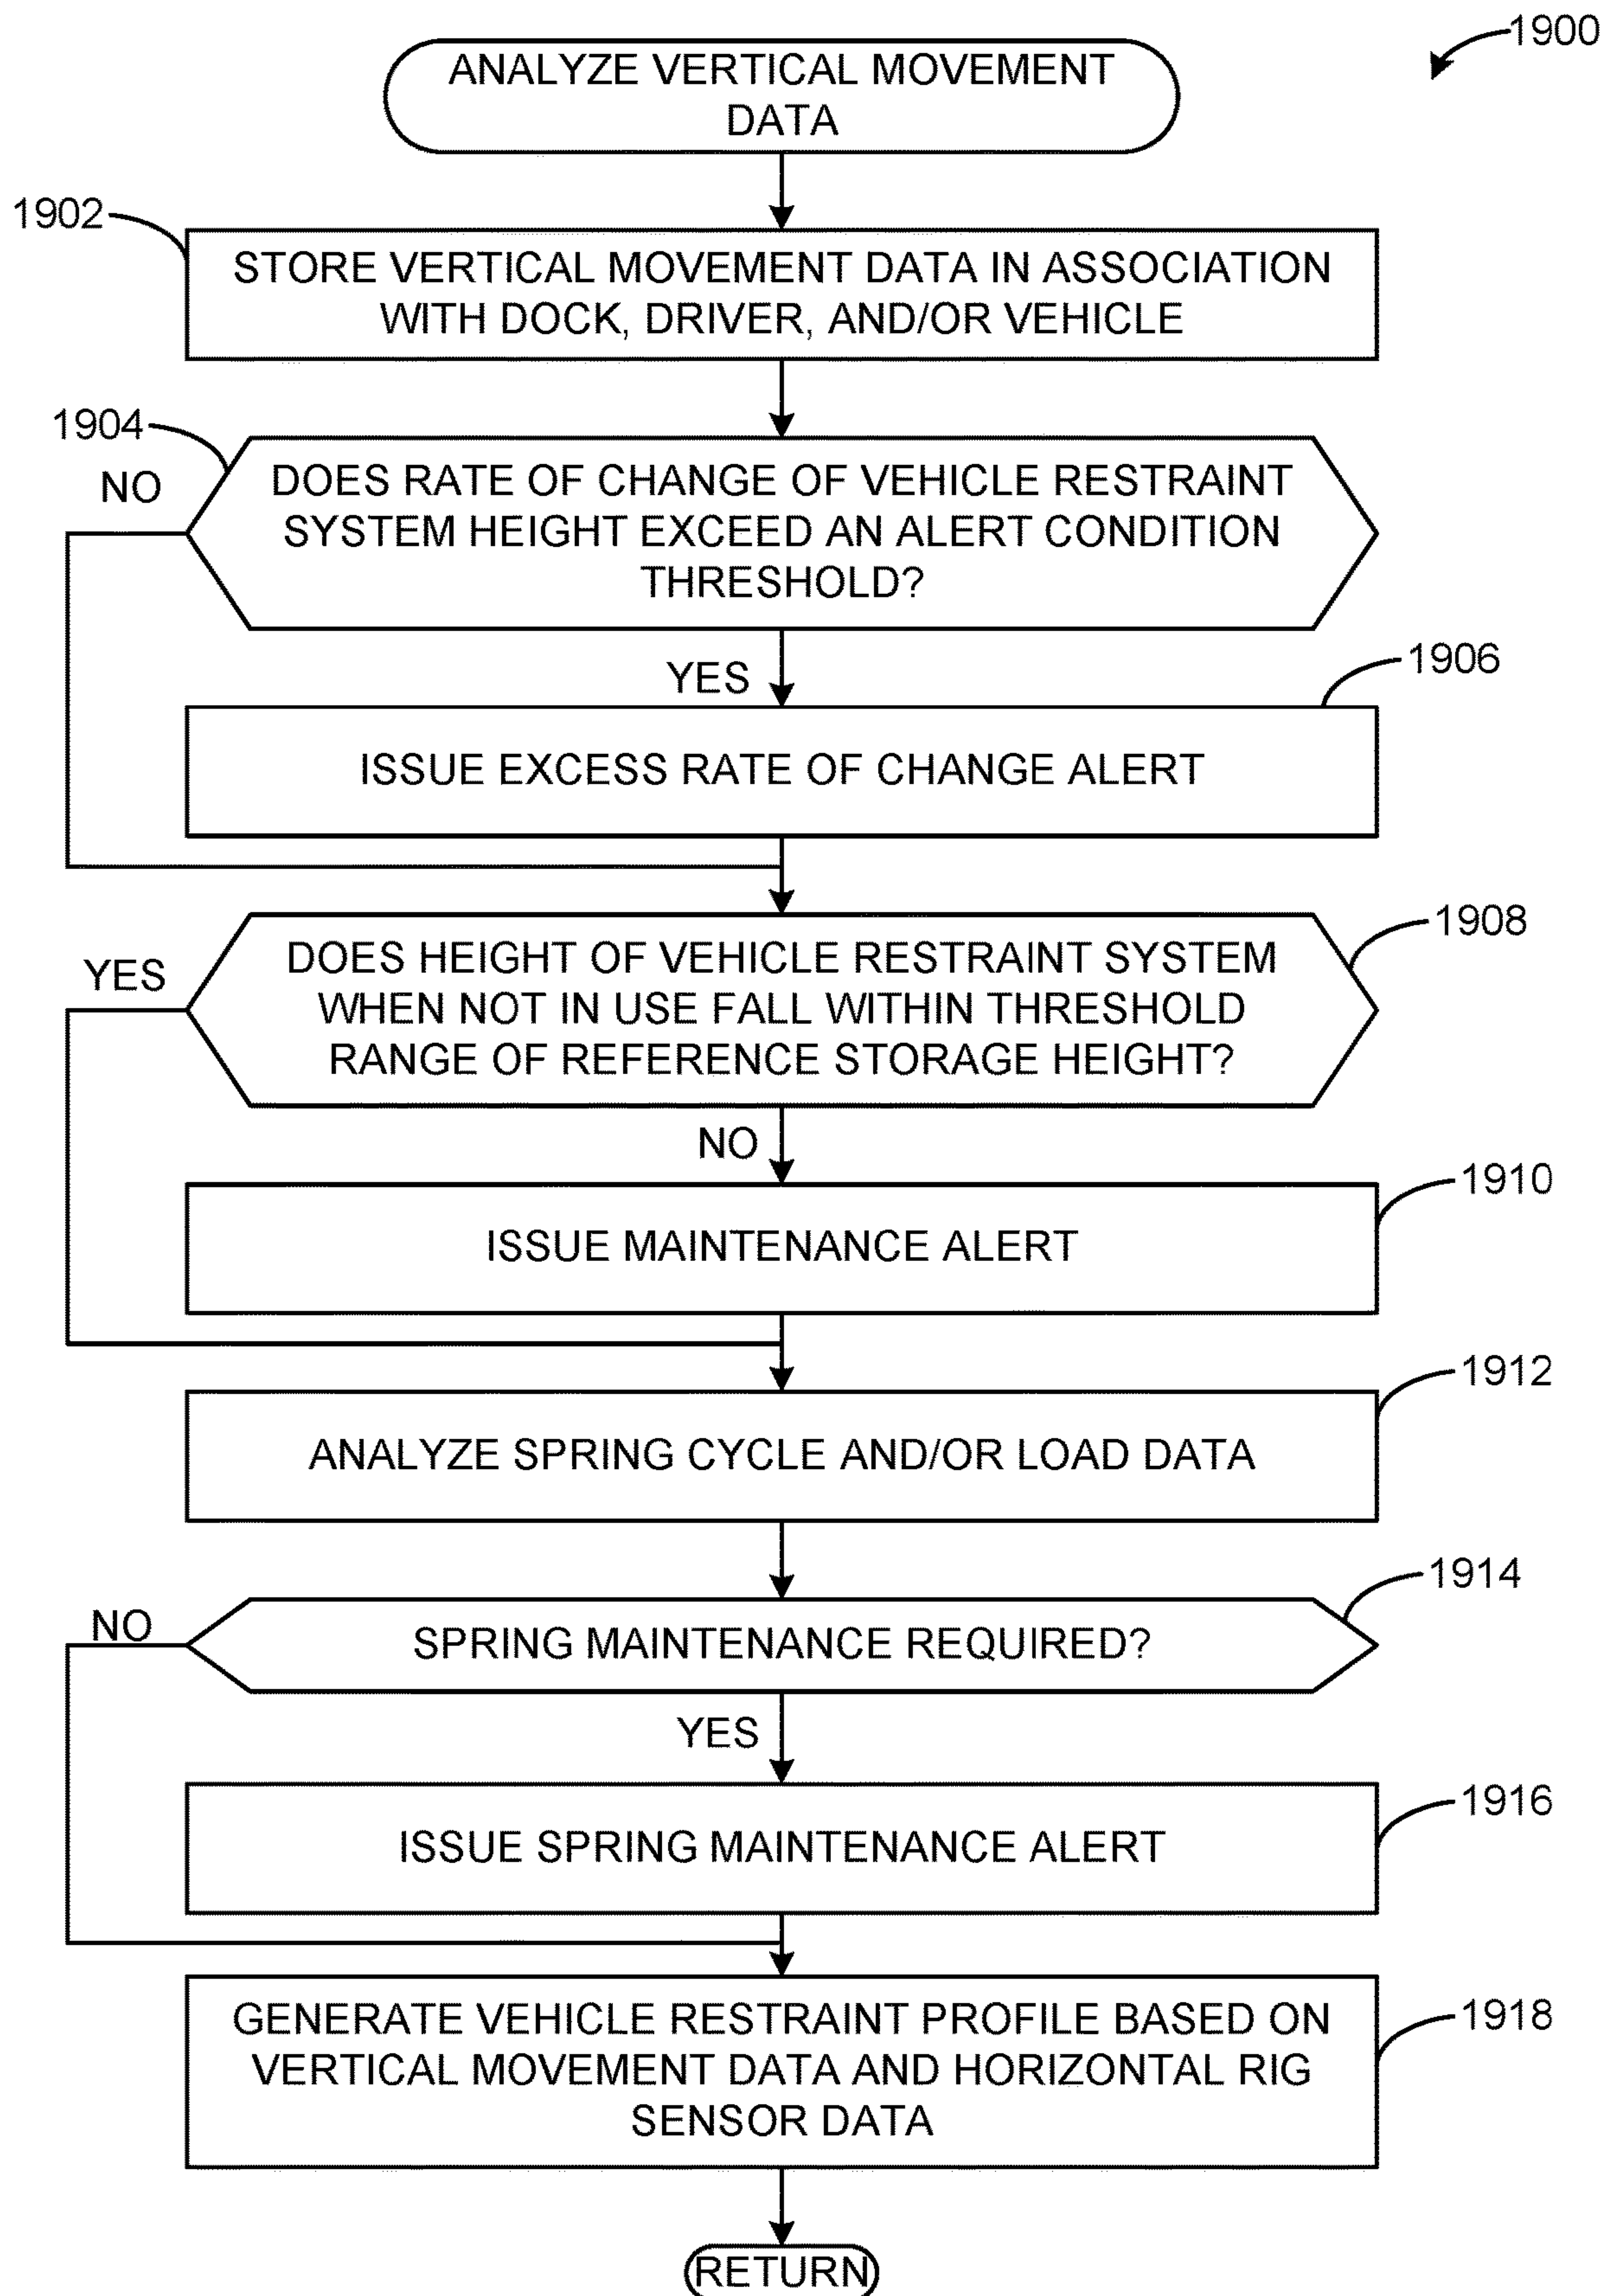 1900
ANALYZE VERTICAL MOVEMENT
DATA
1902
STORE VERTICAL MOVEMENT DATA IN ASSOCIATION
WITH DOCK, DRIVER, AND/OR VEHICLE
1904
NO
DOES RATE OF CHANGE OF VEHICLE RESTRAINT
SYSTEM HEIGHT EXCEED AN ALERT CONDITION
THRESHOLD?
YES
1906
ISSUE EXCESS RATE OF CHANGE ALERT
1908
YES
DOES HEIGHT OF VEHICLE RESTRAINT SYSTEM
WHEN NOT IN USE FALL WITHIN THRESHOLD
RANGE OF REFERENCE STORAGE HEIGHT?
NO
1910
ISSUE MAINTENANCE ALERT
1912
ANALYZE SPRING CYCLE AND/OR LOAD DATA
1914
NO
SPRING MAINTENANCE REQUIRED?
YES
1916
ISSUE SPRING MAINTENANCE ALERT
1918
GENERATE VEHICLE RESTRAINT PROFILE BASED ON
VERTICAL MOVEMENT DATA AND HORIZONTAL RIG
SENSOR DATA
RETURN